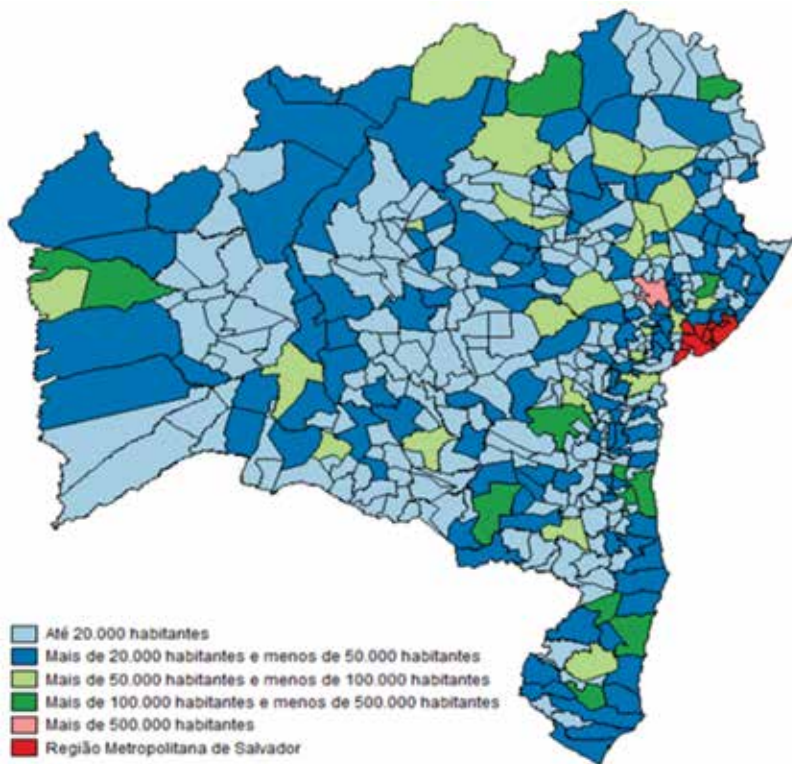 Até 20.000 habitantes
Mais de 20.000 habitantes e menos de 50.000 habitantes
Mais de 50.000 habitantes e menos de 100.000 habitantes
Mais de 100.000 habitantes e menos de 500.000 habitantes
Mais de 500.000 habitantes
Região Metropolitana de Salvador